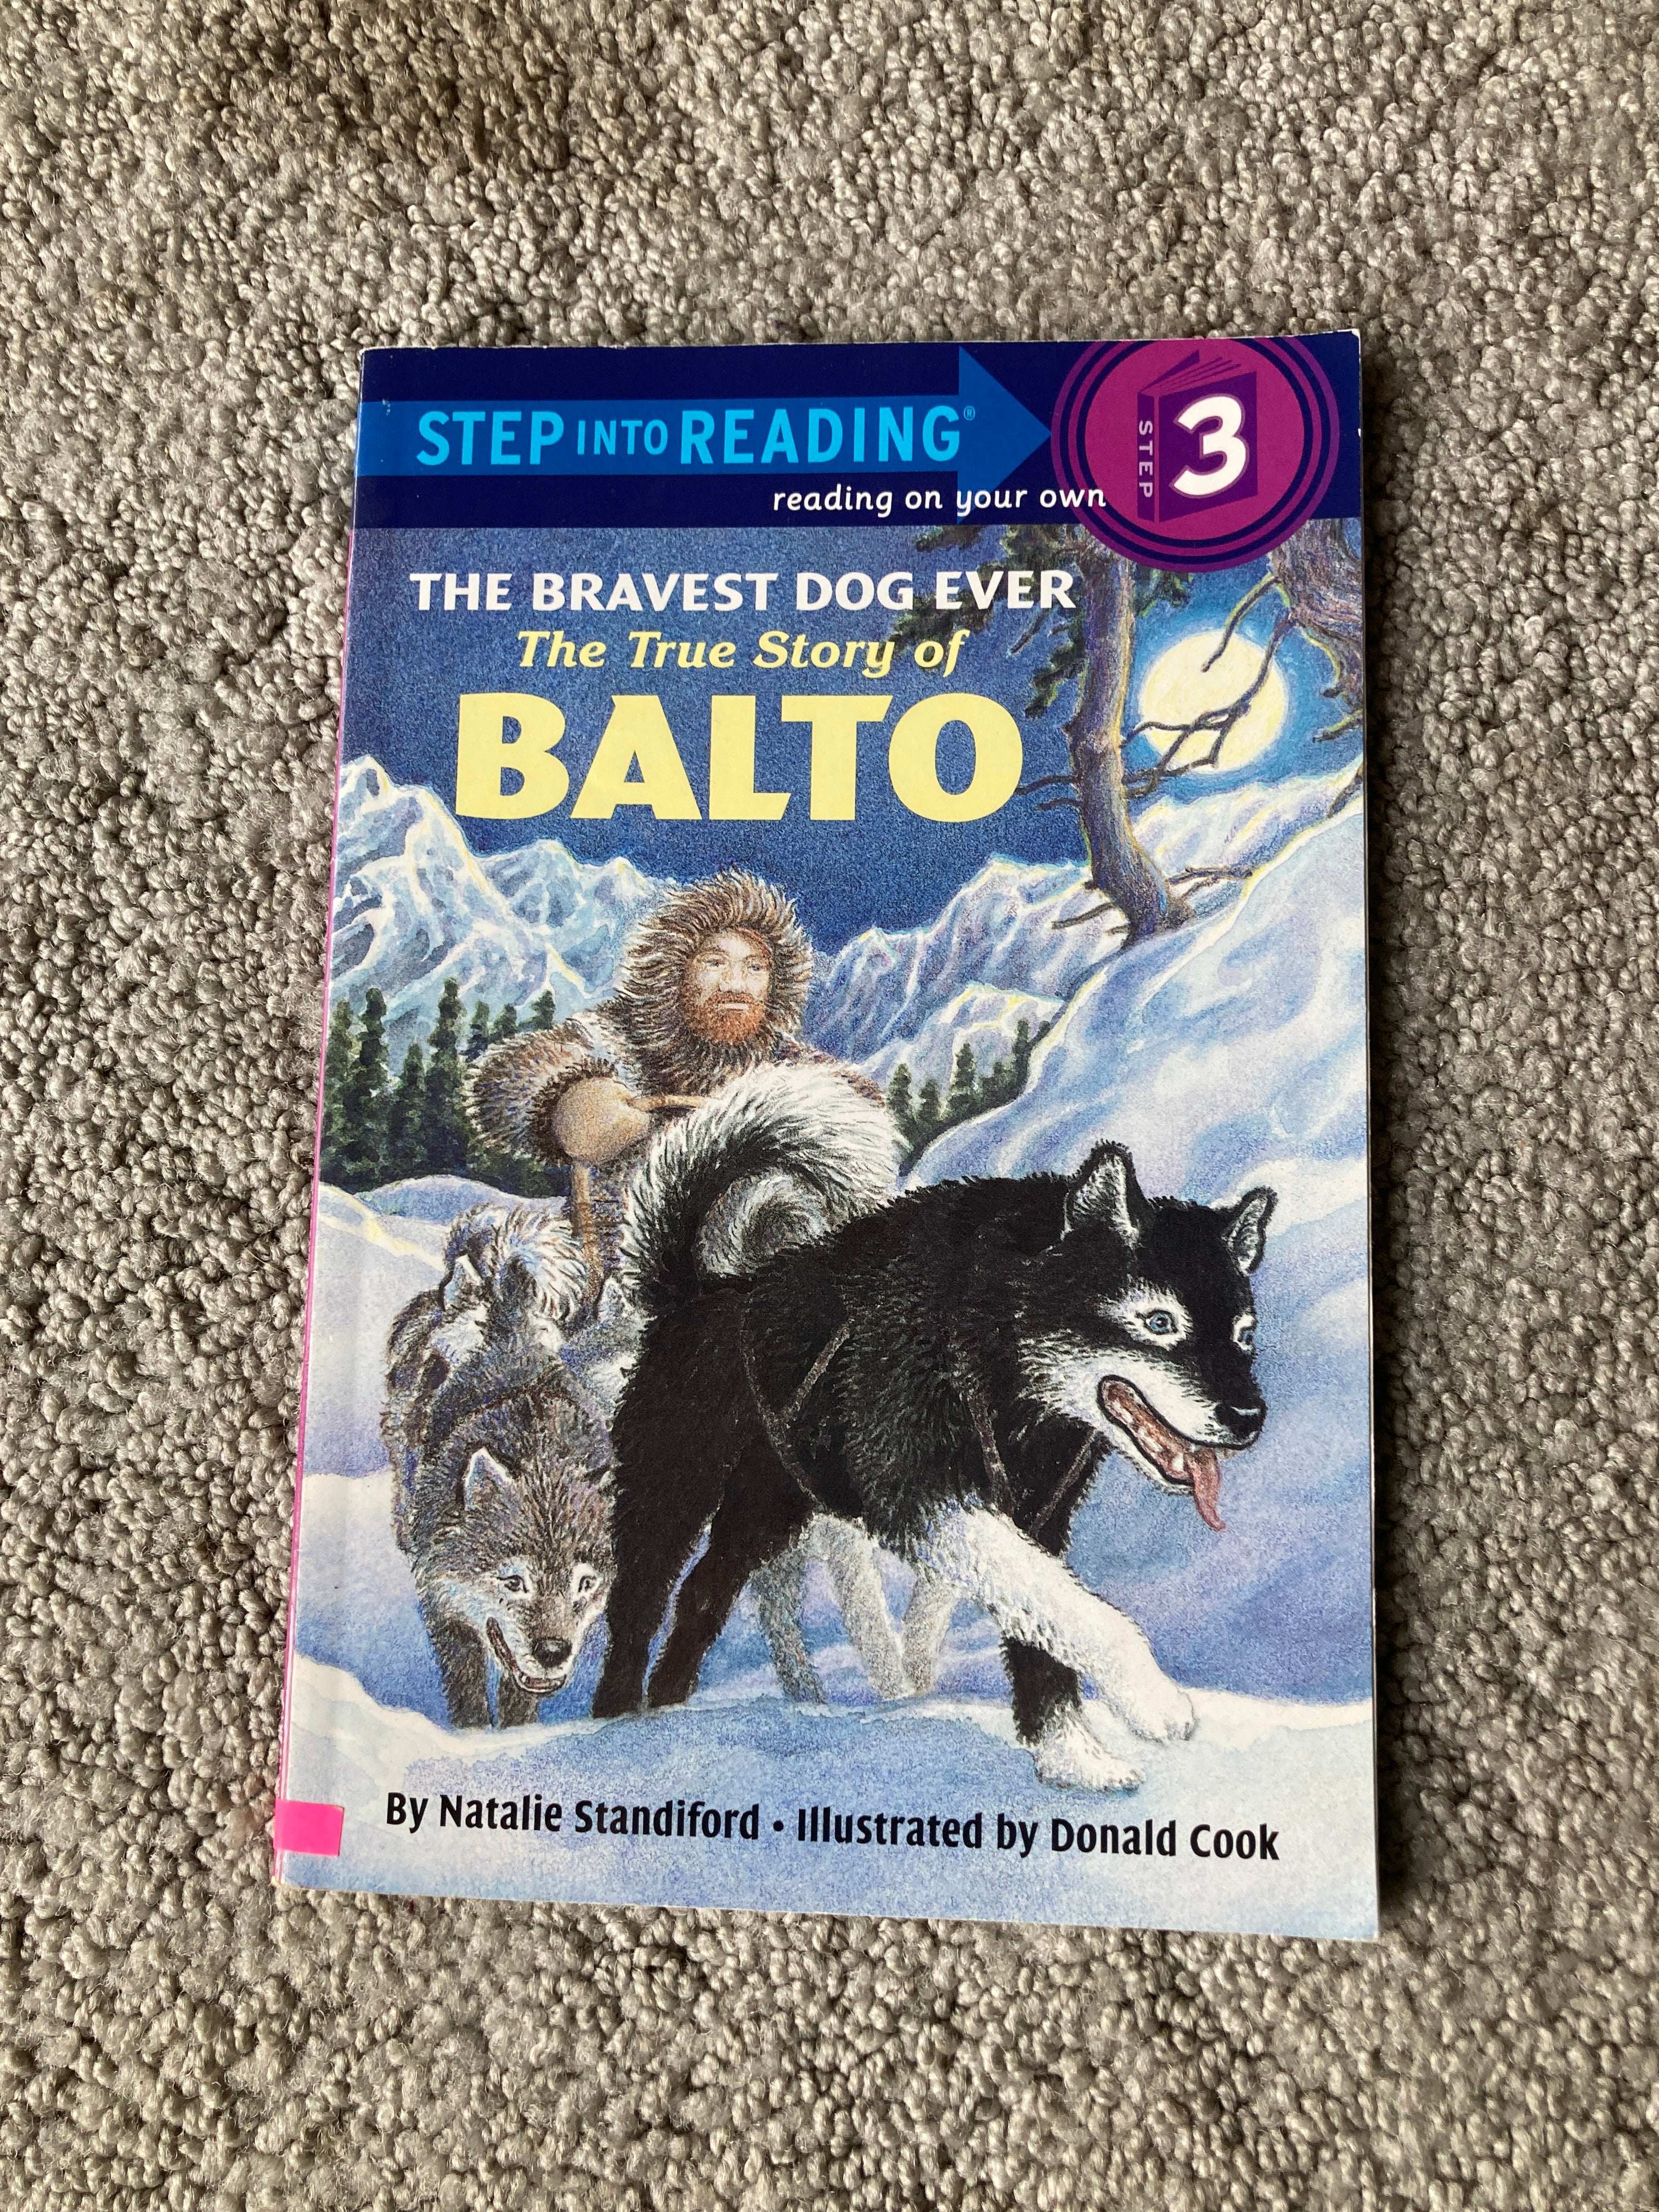 STEP INTO READING®
STEP 3
reading on your own
THE BRAVEST DOG EVER
The True Story of
BALTO
By Natalie Standiford • Illustrated by Donald Cook